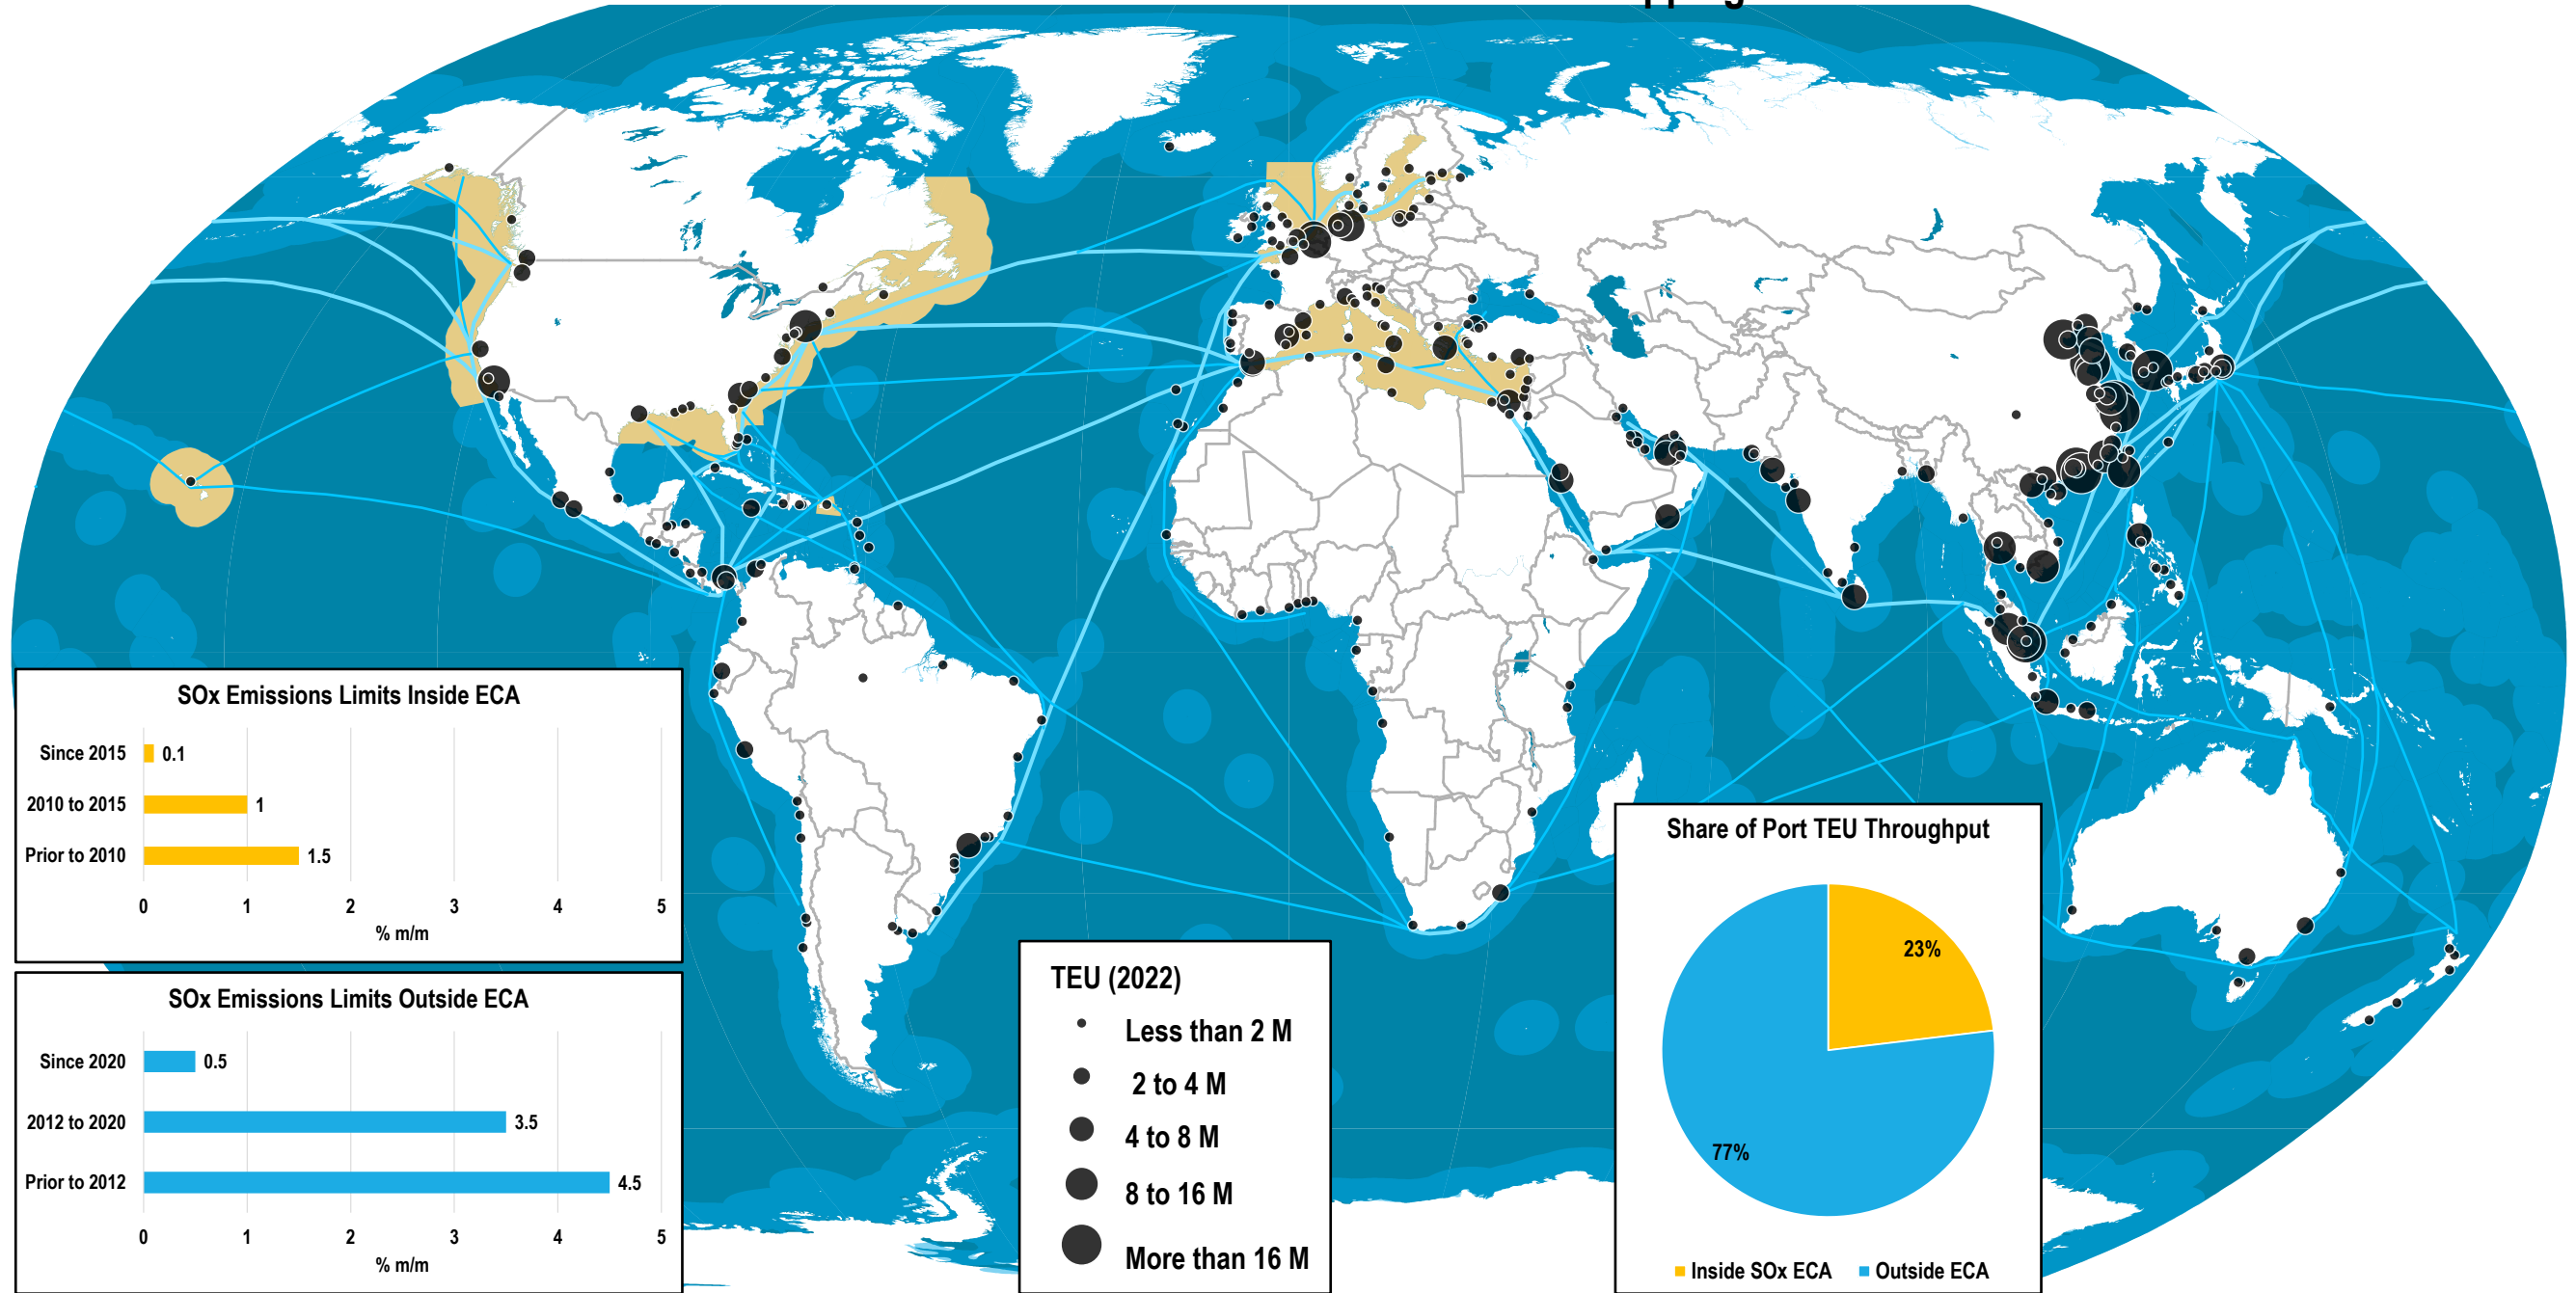 SOx Emissions Limits Inside ECA
Since 2015
0.1
2010 to 2015
1
Prior to 2010
1.5
0 1 2 3 4 5
% m/m
SOx Emissions Limits Outside ECA
Since 2020
0.5
2012 to 2020
3.5
Prior to 2012
4.5
0 1 2 3 4 5
% m/m
TEU (2022)
Less than 2 M
2 to 4 M
4 to 8 M
8 to 16 M
More than 16 M
Share of Port TEU Throughput
23%
77%
Inside SOx ECA Outside ECA